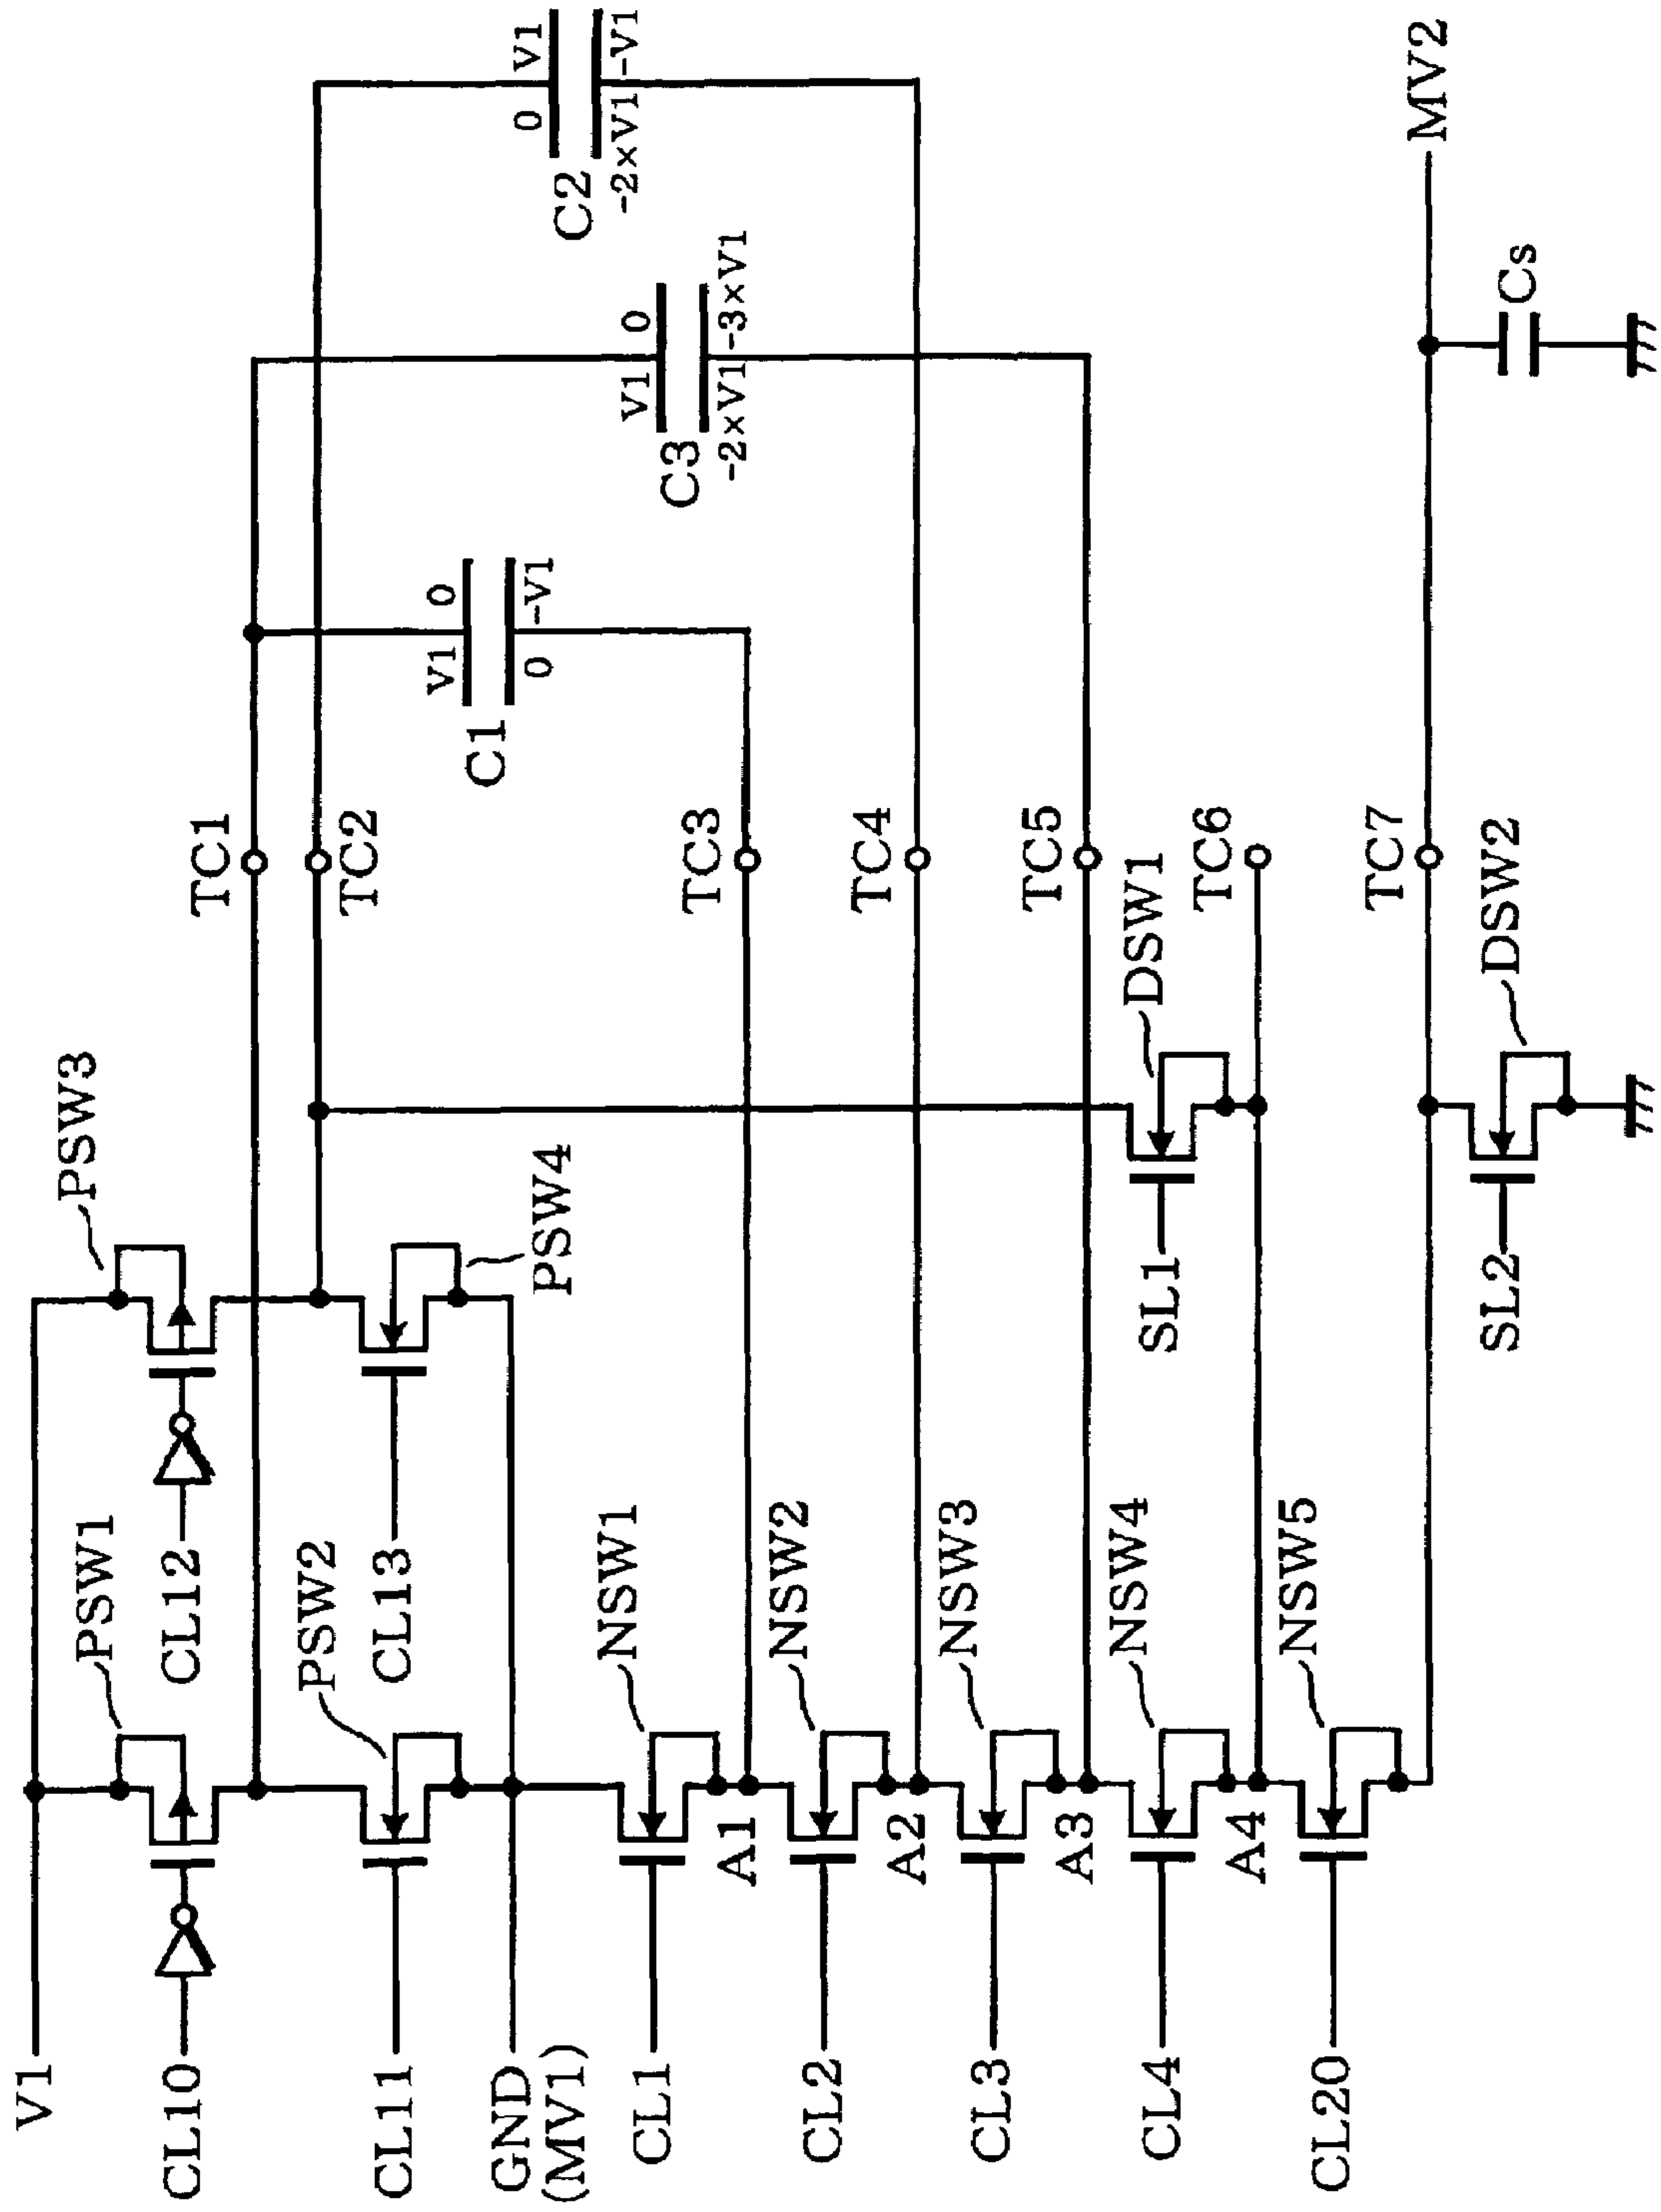 V1
CL10
PSW1
CL12
PSW3
CL11
PSW2
CL13
PSW4
GND
(MV1)
CL1
NSW1
A1
CL2
NSW2
A2
CL3
NSW3
A3
CL4
NSW4
A4
CL20
NSW5
SL1
DSW1
SL2
DSW2
TC1
TC2
TC3
TC4
TC5
TC6
TC7
C1
V1 0
0 -V1
C3
V1 0
-2×V1 -3×V1
C2
0 V1
-2×V1 -V1
Cs
MV2